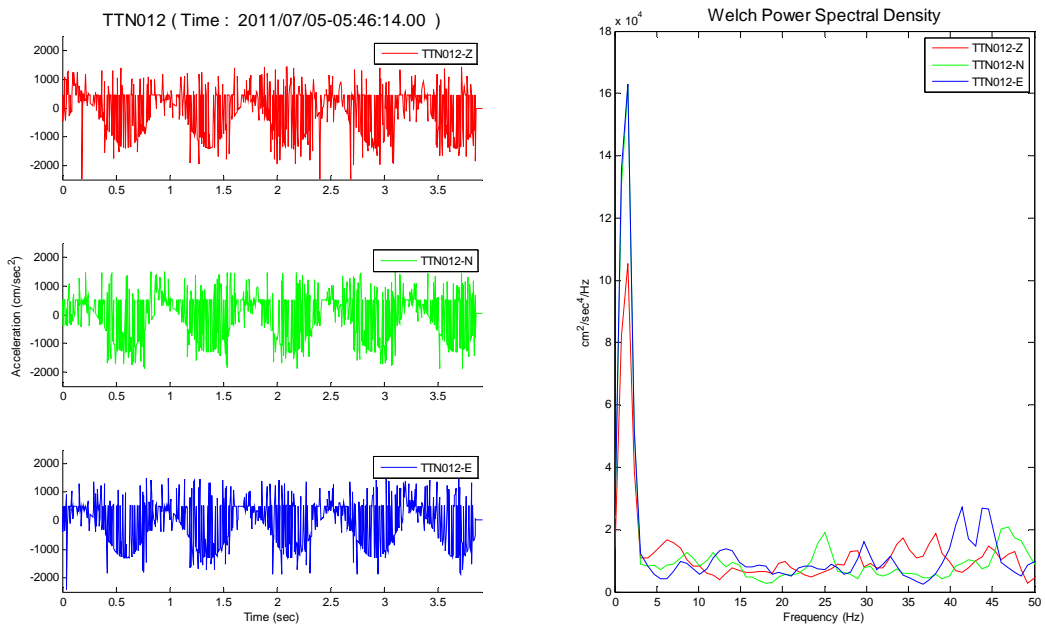 TTN012 ( Time :  2011/07/05-05:46:14.00  )
2000
1000
0
-1000
-2000
TTN012-Z
0 0.5 1 1.5 2 2.5 3 3.5
2000
1000
0
-1000
-2000
TTN012-N
0 0.5 1 1.5 2 2.5 3 3.5
Acceleration (cm/sec²)
2000
1000
0
-1000
-2000
TTN012-E
0 0.5 1 1.5 2 2.5 3 3.5
Time (sec)
Welch Power Spectral Density
x 10⁴
18
16
14
12
10
8
6
4
2
0
cm²/sec⁴/Hz
TTN012-Z
TTN012-N
TTN012-E
0 5 10 15 20 25 30 35 40 45 50
Frequency (Hz)